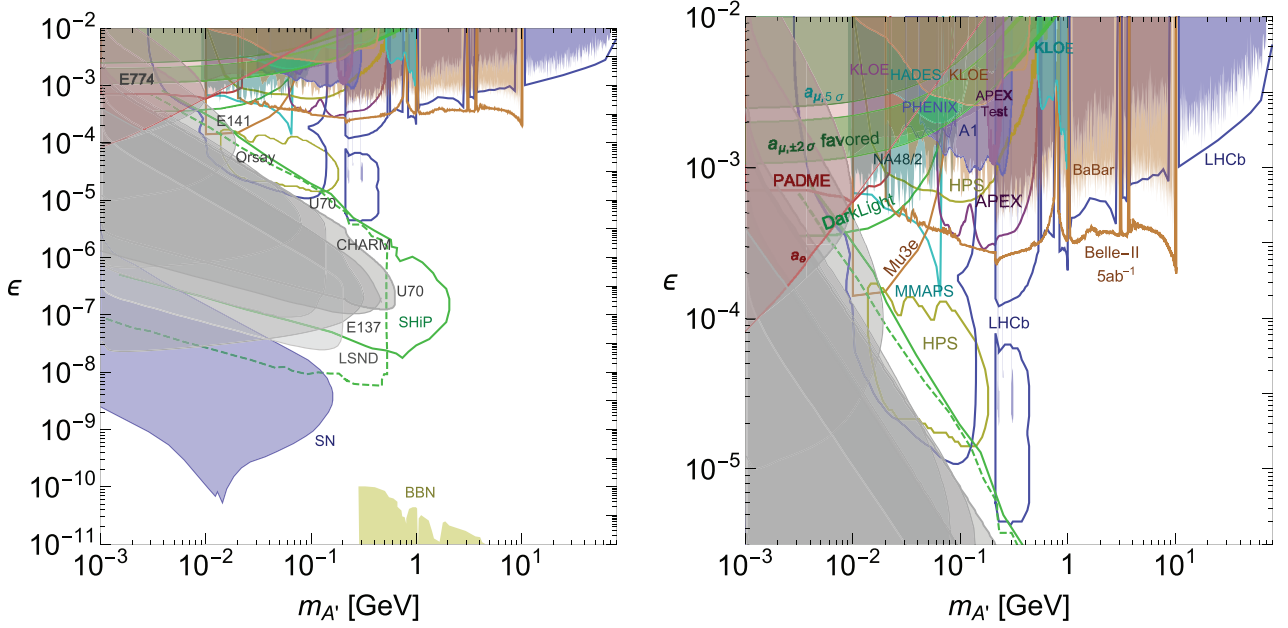 10⁻²
10⁻³
10⁻⁴
10⁻⁵
10⁻⁶
10⁻⁷
10⁻⁸
10⁻⁹
10⁻¹⁰
10⁻¹¹
ϵ
E774
E141
Orsay
U70
CHARM
U70
E137
SHiP
LSND
SN
BBN
10⁻³ 10⁻² 10⁻¹ 1 10¹
m_A' [GeV]
10⁻²
10⁻³
10⁻⁴
10⁻⁵
ϵ
KLOE
KLOE HADES KLOE
a_μ,5 σ
APEX
Test
PHENIX
A1
a_μ,±2 σ favored
NA48/2
LHCb
PADME
HPS
BaBar
APEX
DarkLight
a_e
Mu3e
Belle−II
5ab⁻¹
MMAPS
LHCb
HPS
10⁻³ 10⁻² 10⁻¹ 1 10¹
m_A' [GeV]